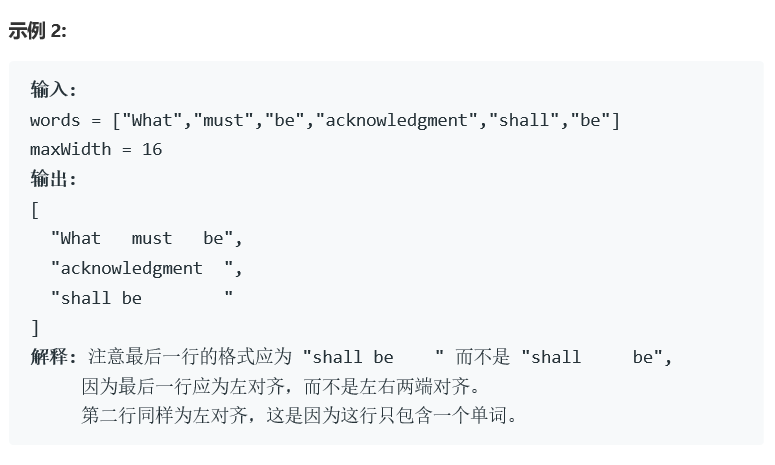 示例 2:
输入:
words = ["What","must","be","acknowledgment","shall","be"]
maxWidth = 16
输出:
[
  "What   must   be",
  "acknowledgment  ",
  "shall be        "
]
解释: 注意最后一行的格式应为 "shall be    " 而不是 "shall     be",
     因为最后一行应为左对齐，而不是左右两端对齐。
     第二行同样为左对齐，这是因为这行只包含一个单词。